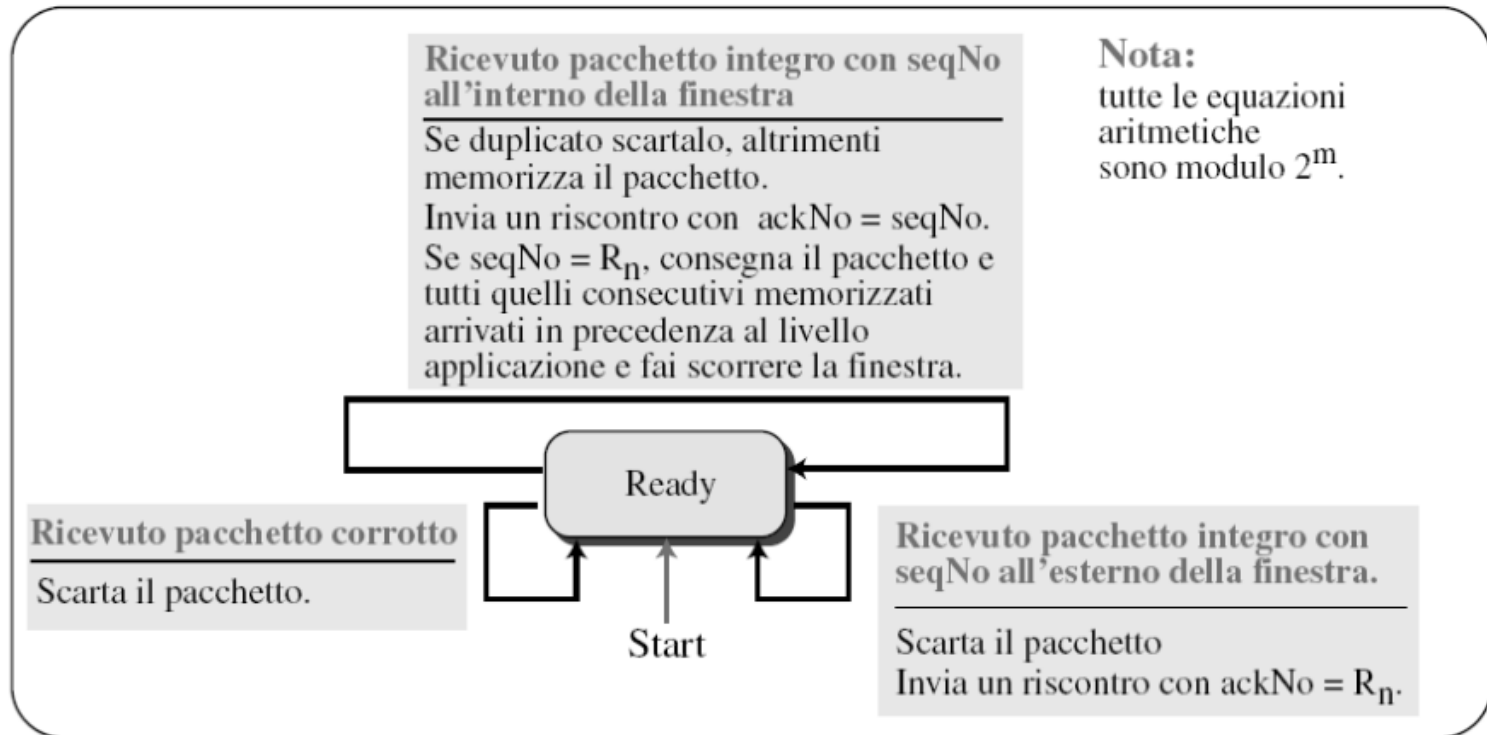 Ricevuto pacchetto integro con seqNo
all'interno della finestra
Se duplicato scartalo, altrimenti
memorizza il pacchetto.
Invia un riscontro con ackNo = seqNo.
Se seqNo = Rn, consegna il pacchetto e
tutti quelli consecutivi memorizzati
arrivati in precedenza al livello
applicazione e fai scorrere la finestra.
Nota:
tutte le equazioni
aritmetiche
sono modulo 2^m.
Ready
Ricevuto pacchetto corrotto
Scarta il pacchetto.
Start
Ricevuto pacchetto integro con
seqNo all'esterno della finestra.
Scarta il pacchetto
Invia un riscontro con ackNo = Rn.